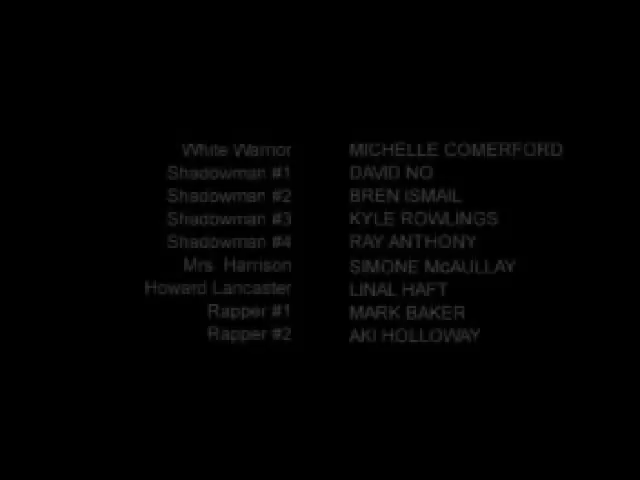 White Warrior MICHELLE COMERFORD
Shadowman #1 DAVID NO
Shadowman #2 BREN ISMAIL
Shadowman #3 KYLE ROWLINGS
Shadowman #4 RAY ANTHONY
Mrs. Harrison SIMONE McAULLAY
Howard Lancaster LINAL HAFT
Rapper #1 MARK BAKER
Rapper #2 AKI HOLLOWAY